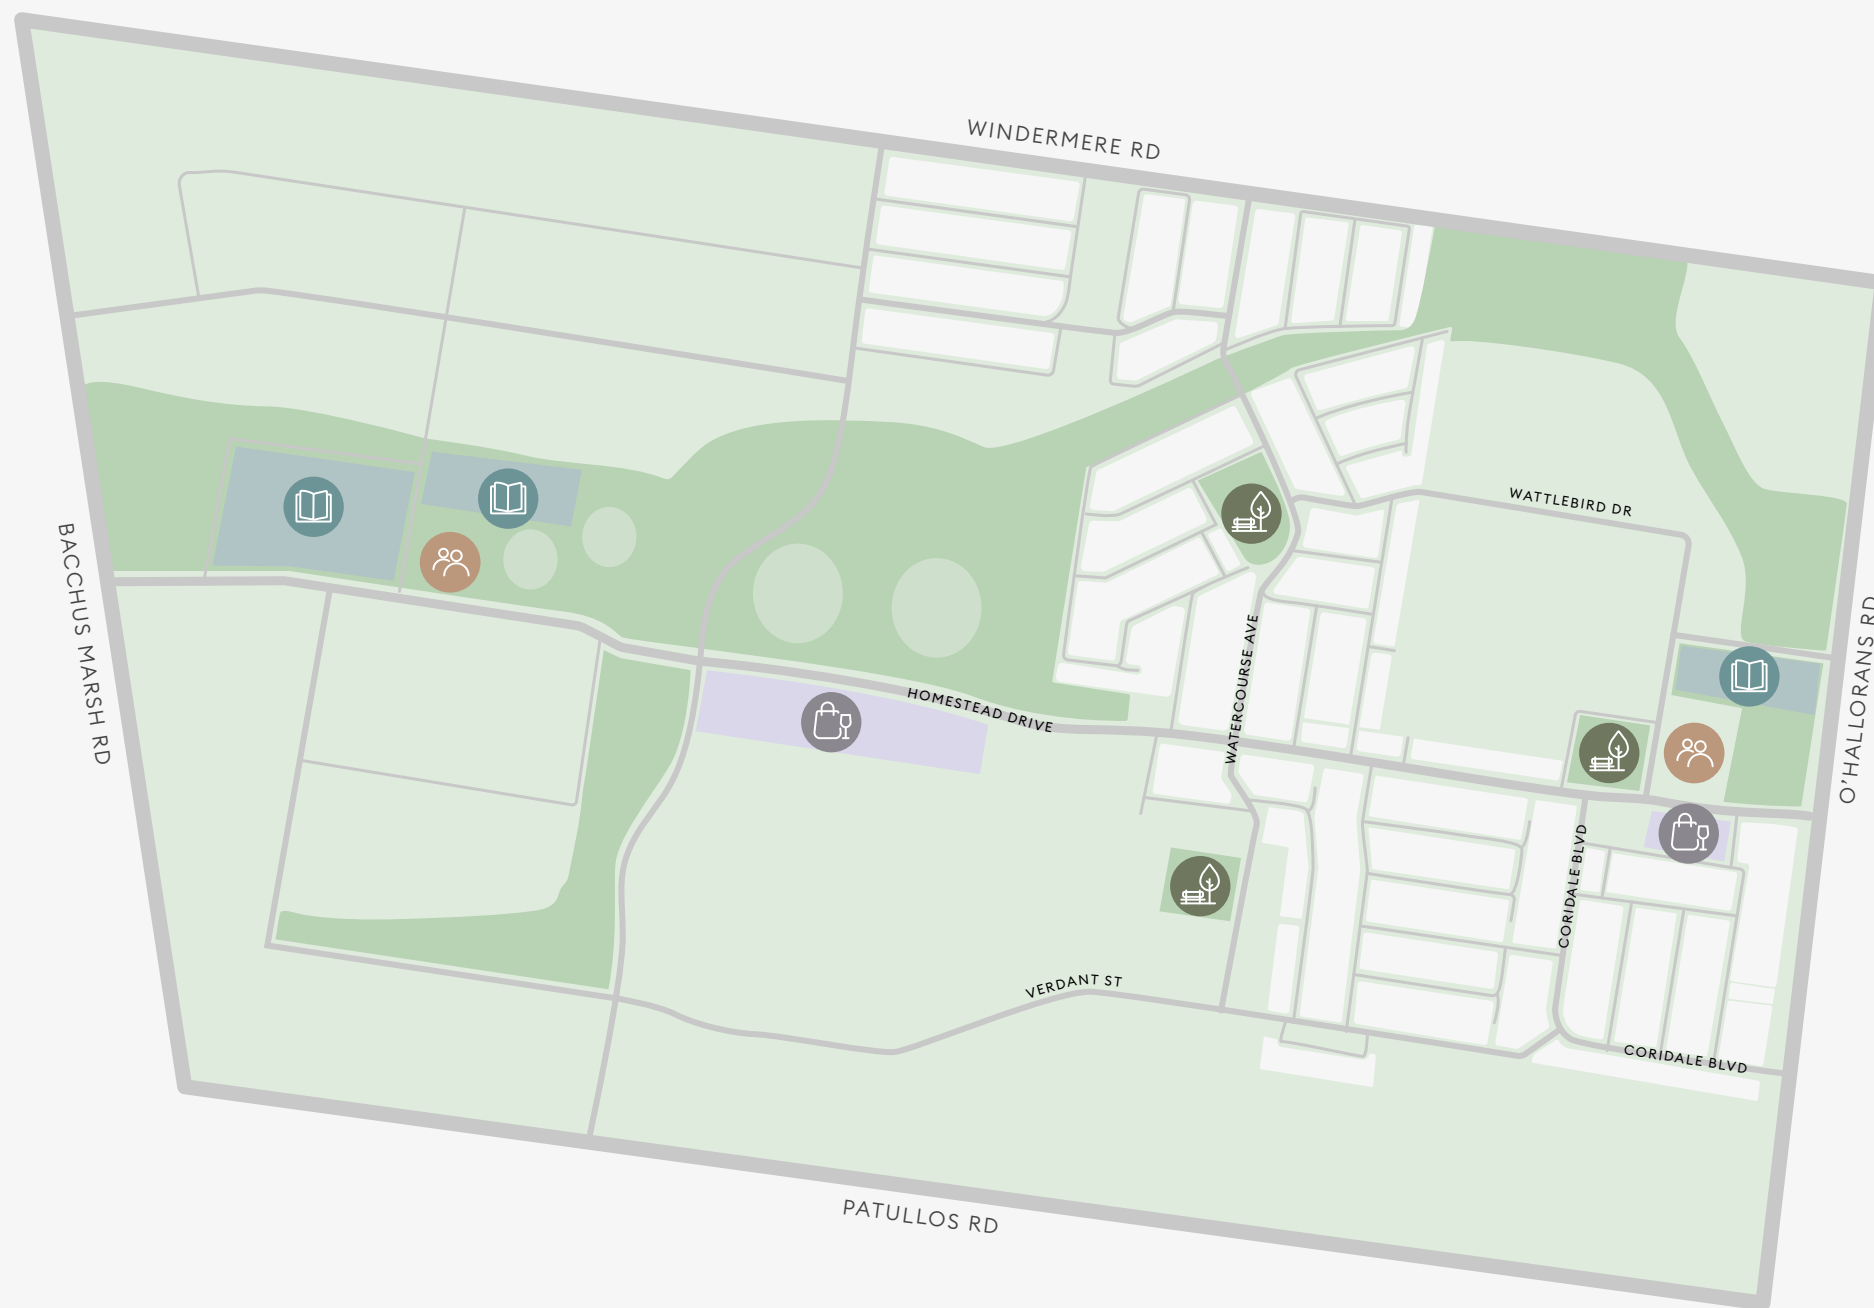 WINDERMERE RD
WATTLEBIRD DR
BACCHUS MARSH RD
O'HALLORANS RD
WATERCOURSE AVE
HOMESTEAD DRIVE
CORIDALE BLVD
VERDANT ST
CORIDALE BLVD
PATULLOS RD